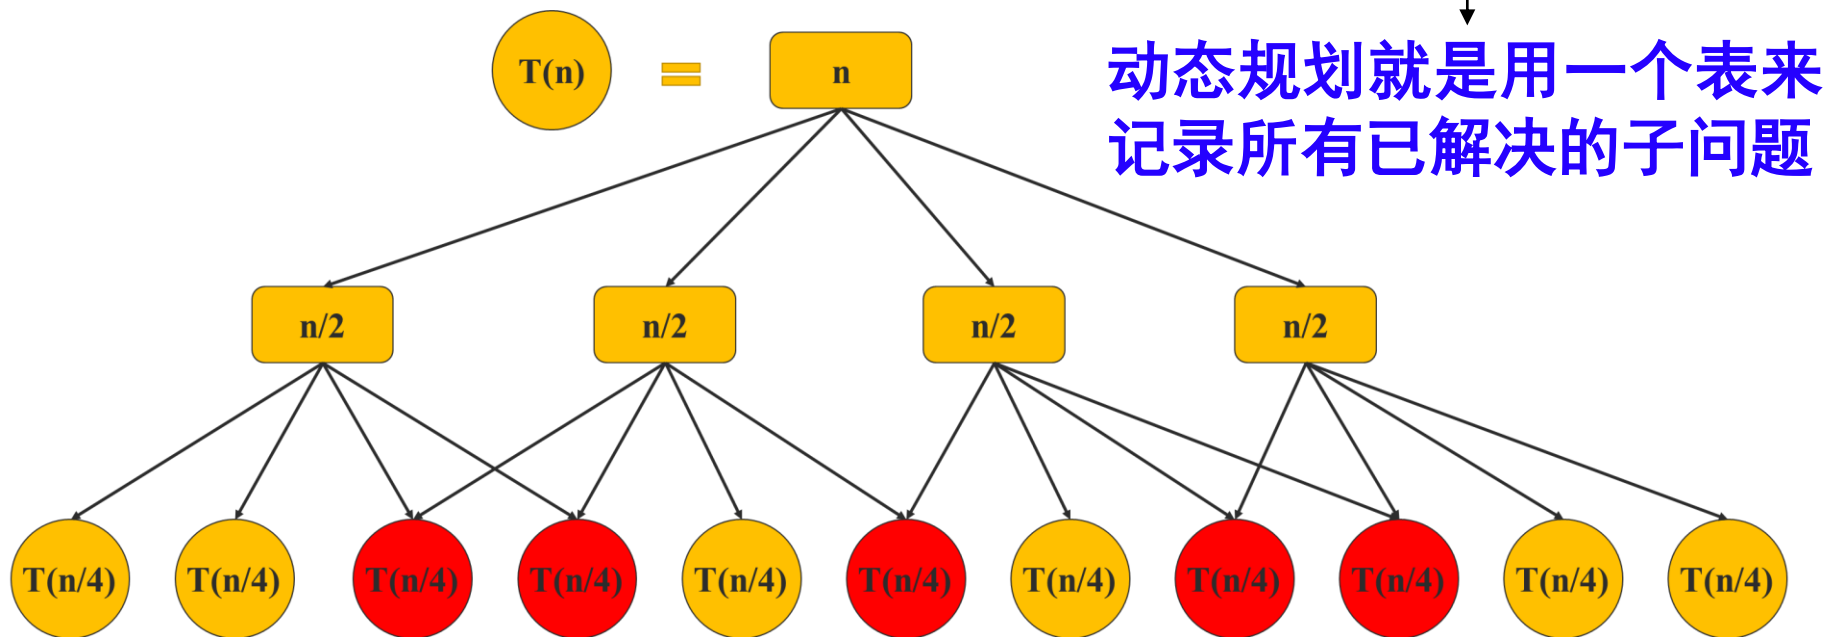 T(n) = n
动态规划就是用一个表来
记录所有已解决的子问题
n/2 n/2 n/2 n/2
T(n/4) T(n/4) T(n/4) T(n/4) T(n/4) T(n/4) T(n/4) T(n/4) T(n/4) T(n/4) T(n/4)